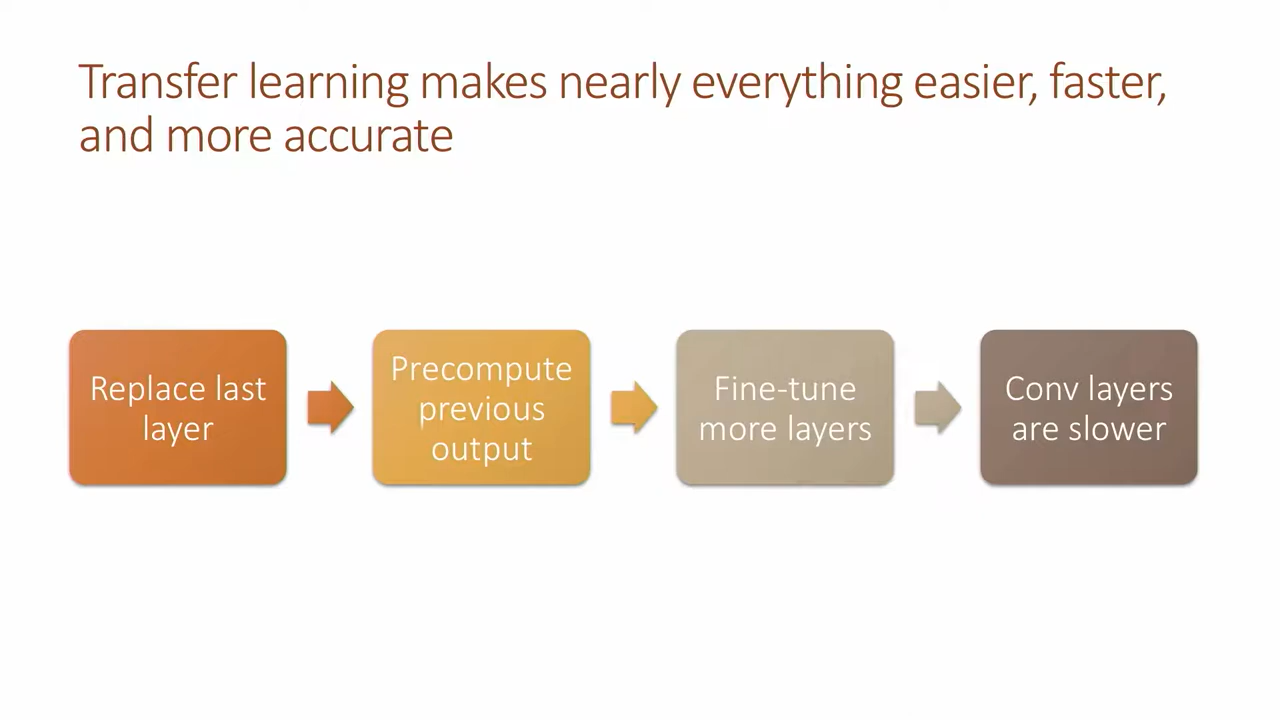 Transfer learning makes nearly everything easier, faster,
and more accurate
Replace last
layer
Precompute
previous
output
Fine-tune
more layers
Conv layers
are slower